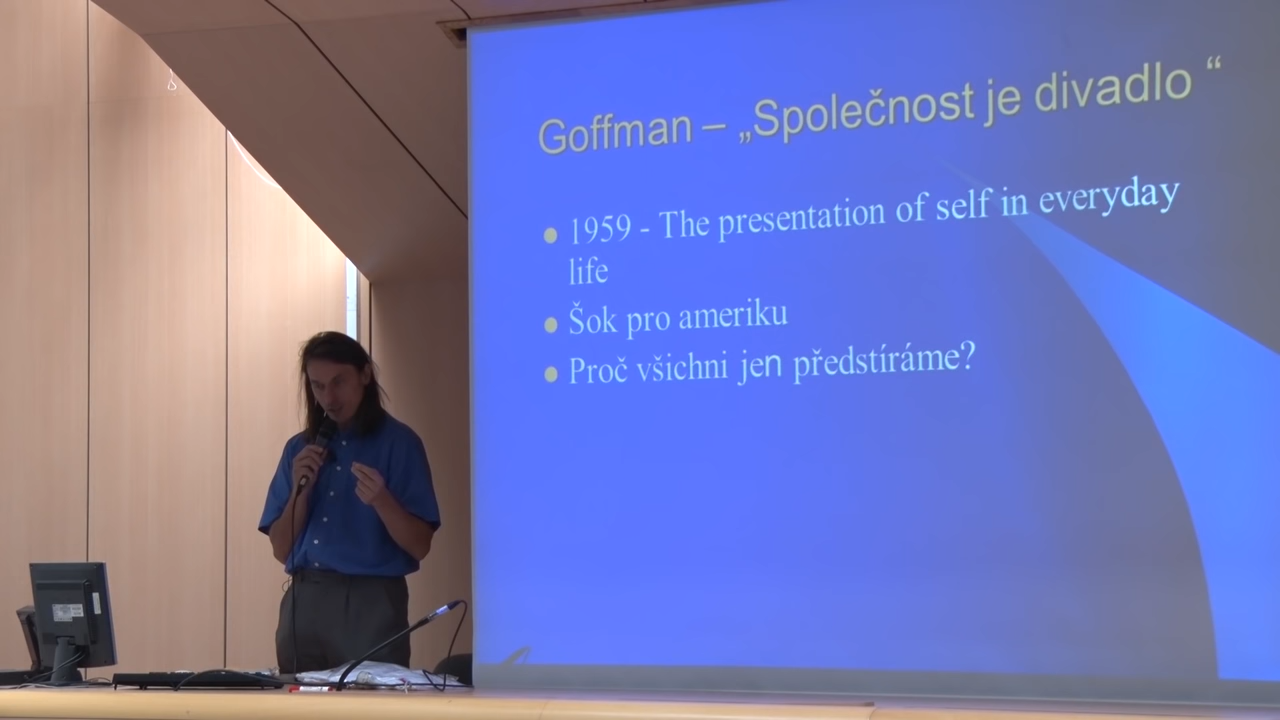 Goffman – „Společnost je divadlo “
1959 - The presentation of self in everyday
life
Šok pro ameriku
Proč všichni jen předstíráme?